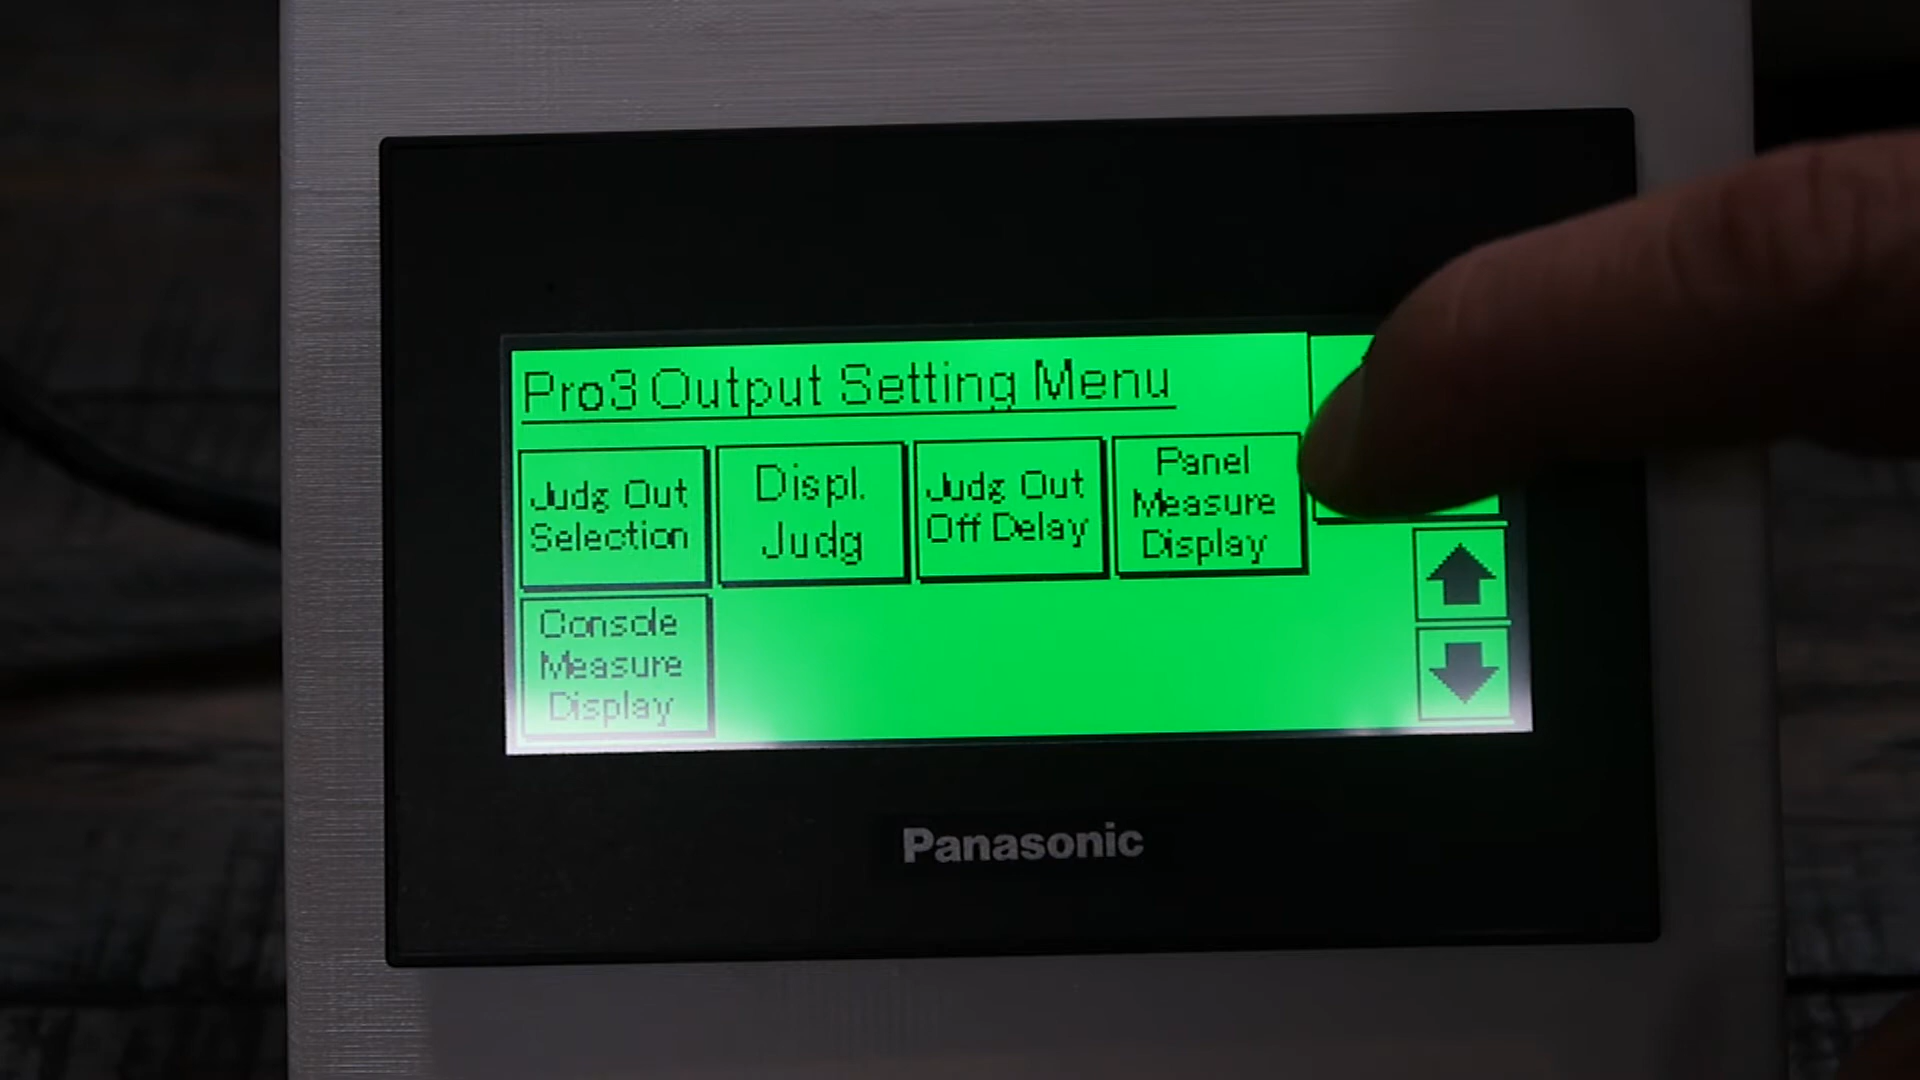 Pro3 Output Setting Menu
Judg Out
Selection
Displ.
Judg
Judg Out
Off Delay
Panel
Measure
Display
Console
Measure
Display
Panasonic